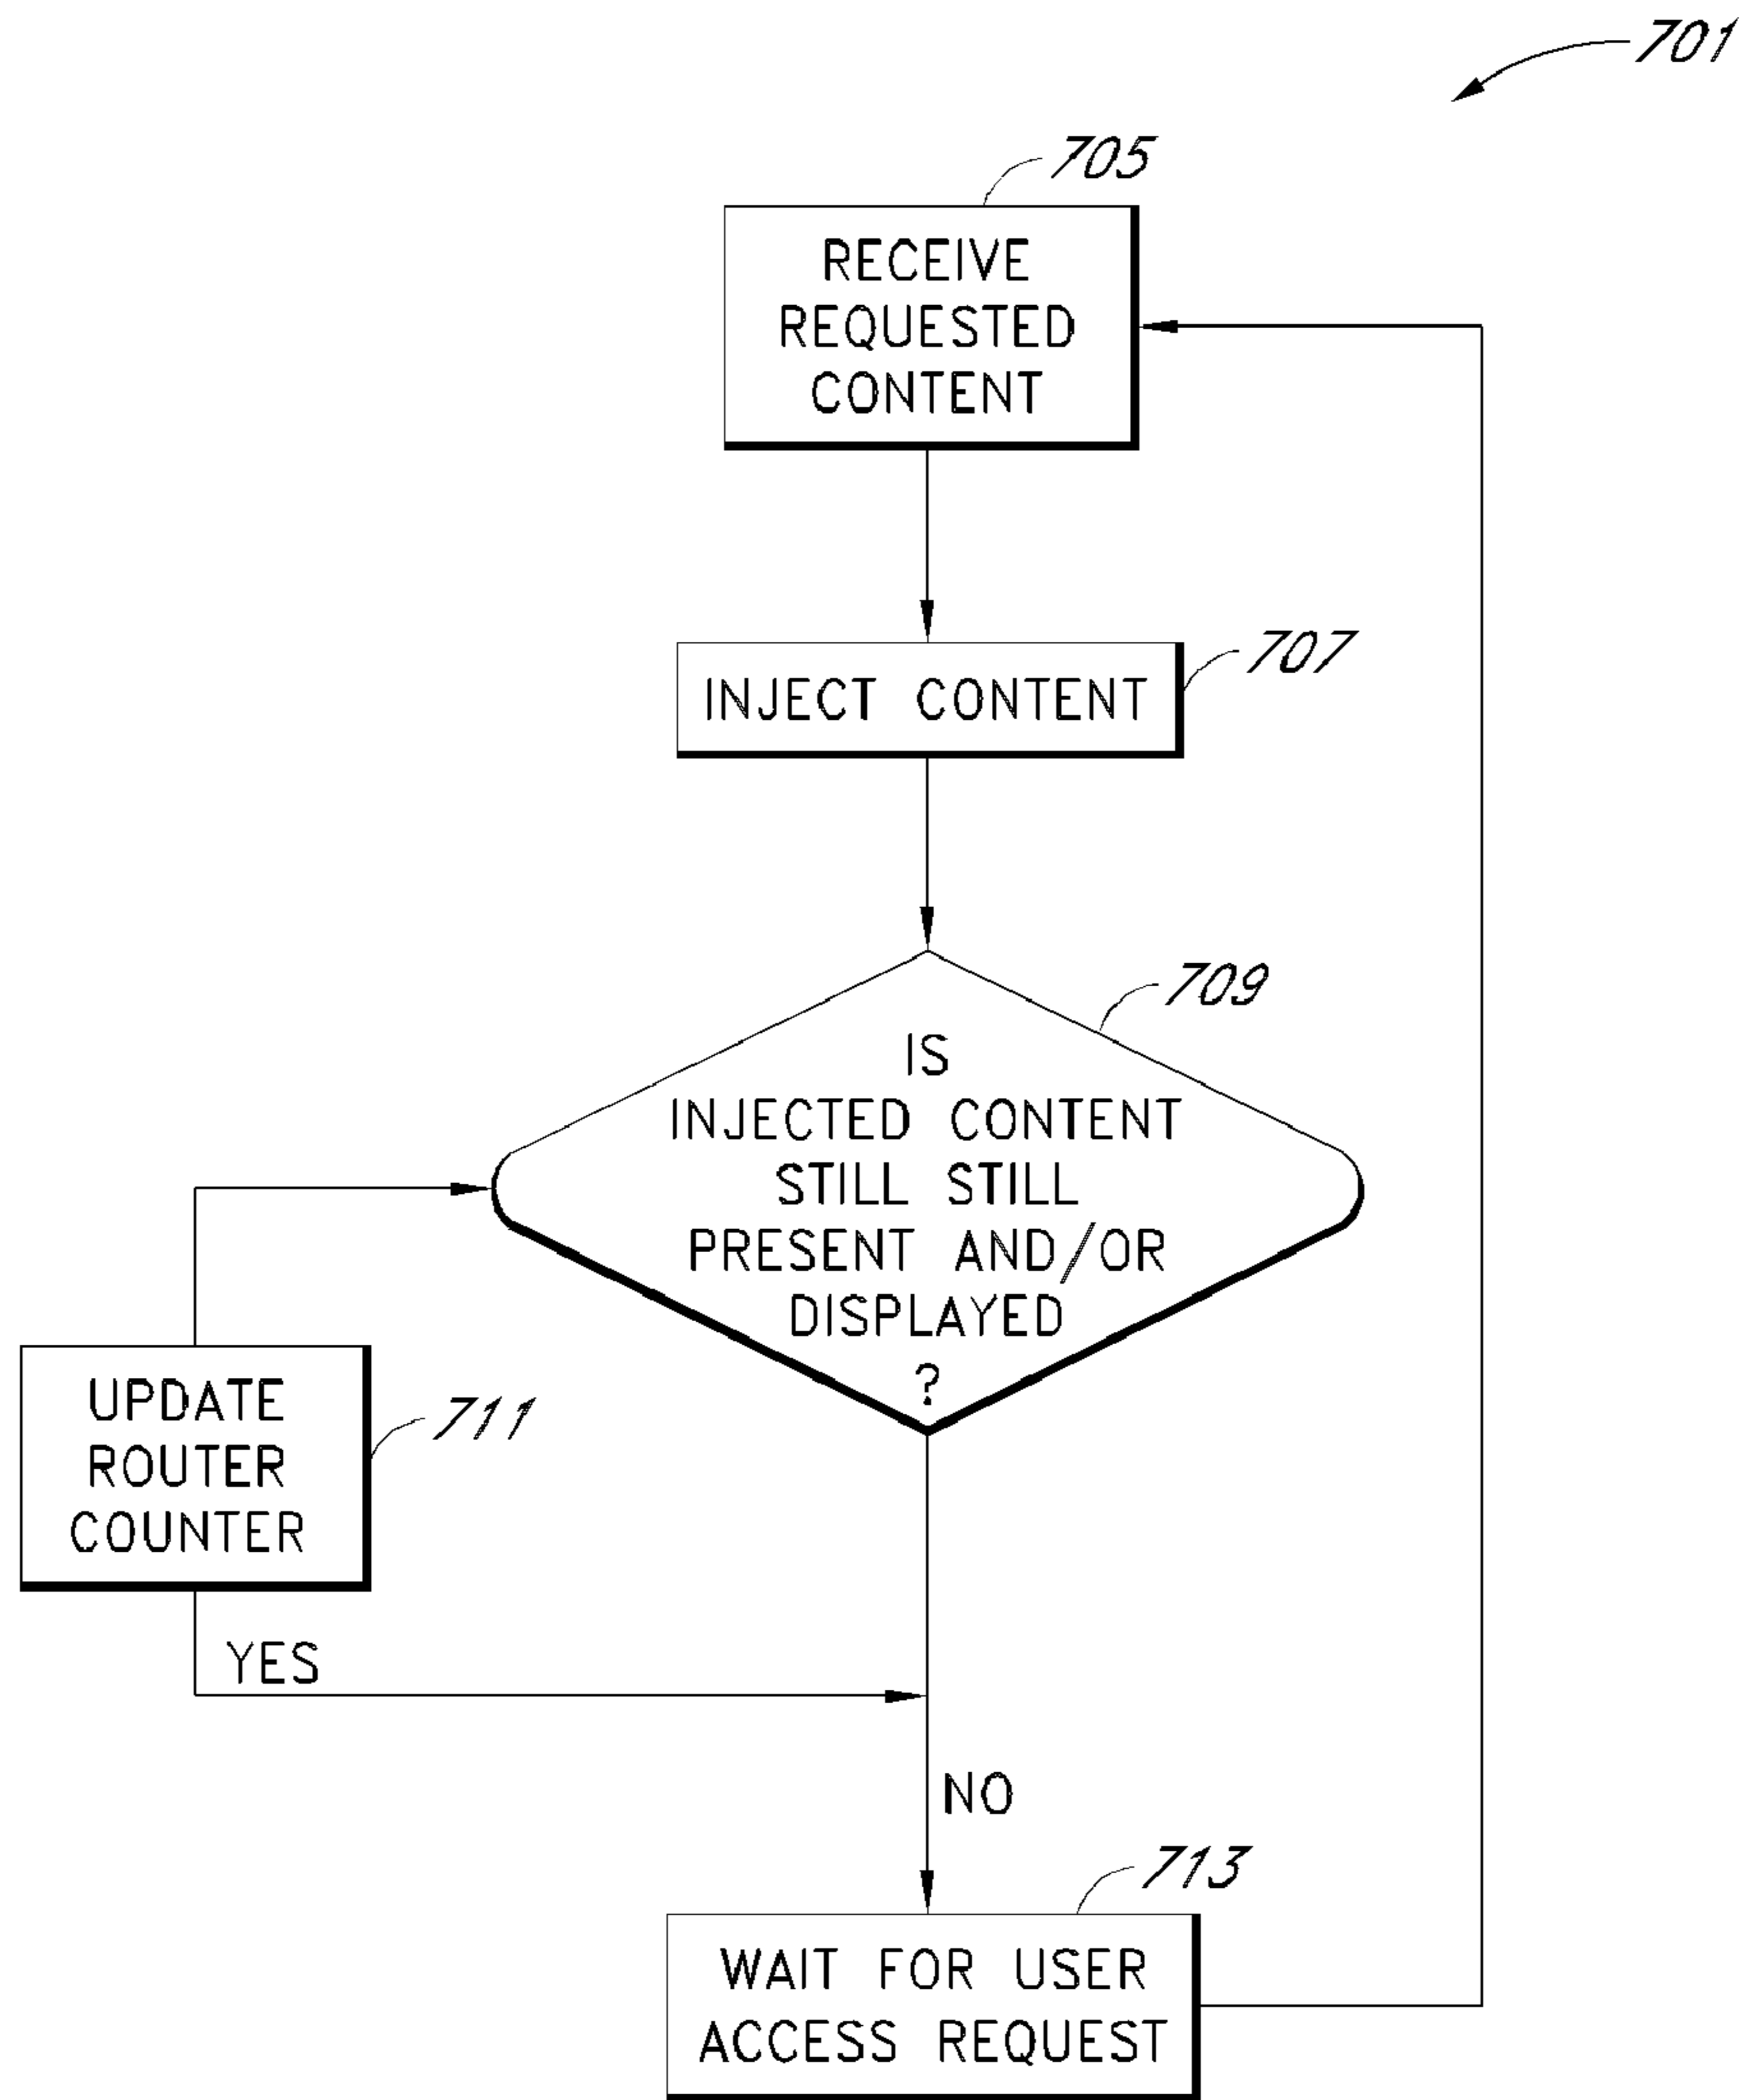 701
705
RECEIVE
REQUESTED
CONTENT
707
INJECT CONTENT
709
IS
INJECTED CONTENT
STILL STILL
PRESENT AND/OR
DISPLAYED
?
UPDATE
ROUTER
COUNTER
711
YES
NO
713
WAIT FOR USER
ACCESS REQUEST